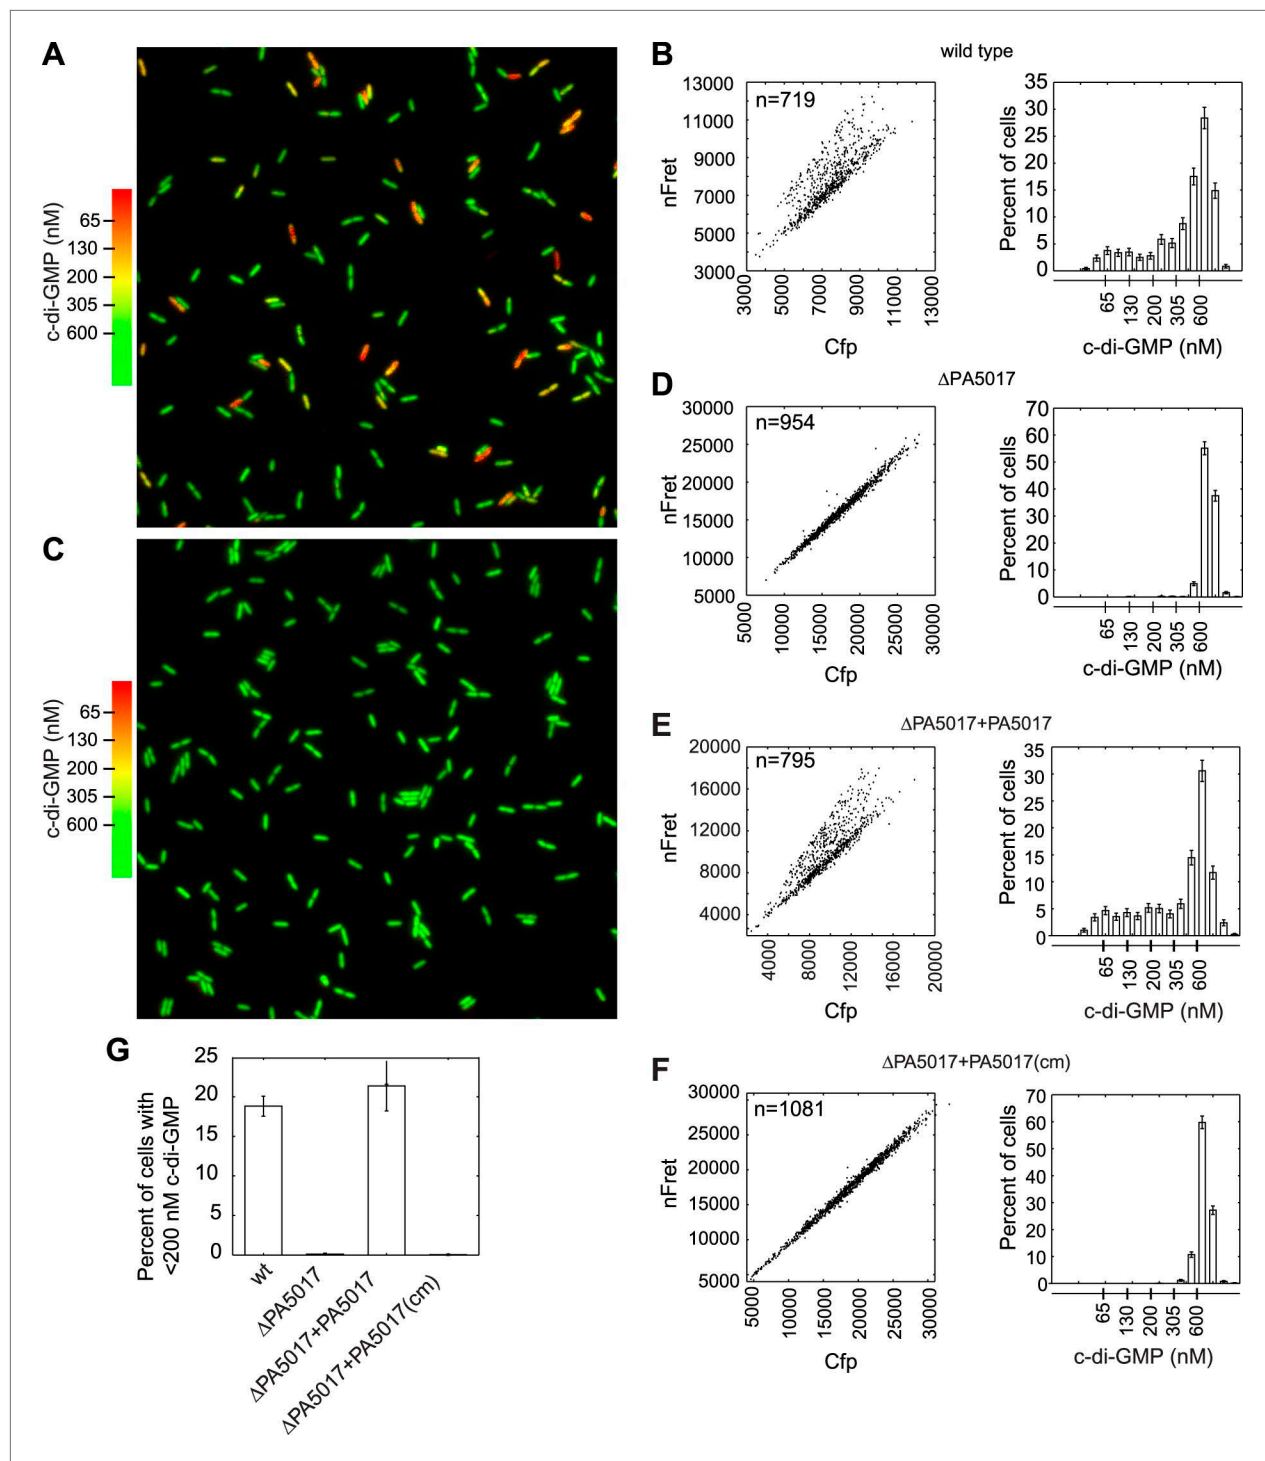 A
c-di-GMP (nM)
65
130
200
305
600
B
wild type
n=719
nFret
13000
11000
9000
7000
5000
3000
3000
5000
7000
9000
11000
13000
Cfp
Percent of cells
35
30
25
20
15
10
5
0
65
130
200
305
600
c-di-GMP (nM)
C
c-di-GMP (nM)
65
130
200
305
600
D
ΔPA5017
n=954
nFret
30000
25000
20000
15000
10000
5000
5000
10000
15000
20000
25000
30000
Cfp
Percent of cells
70
60
50
40
30
20
10
0
65
130
200
305
600
c-di-GMP (nM)
E
ΔPA5017+PA5017
n=795
nFret
20000
16000
12000
8000
4000
4000
8000
12000
16000
20000
Cfp
Percent of cells
35
30
25
20
15
10
5
0
65
130
200
305
600
c-di-GMP (nM)
F
ΔPA5017+PA5017(cm)
n=1081
nFret
30000
25000
20000
15000
10000
5000
5000
10000
15000
20000
25000
30000
Cfp
Percent of cells
70
60
50
40
30
20
10
0
65
130
200
305
600
c-di-GMP (nM)
G
Percent of cells with
<200 nM c-di-GMP
25
20
15
10
5
0
wt
ΔPA5017
ΔPA5017+PA5017
ΔPA5017+PA5017(cm)